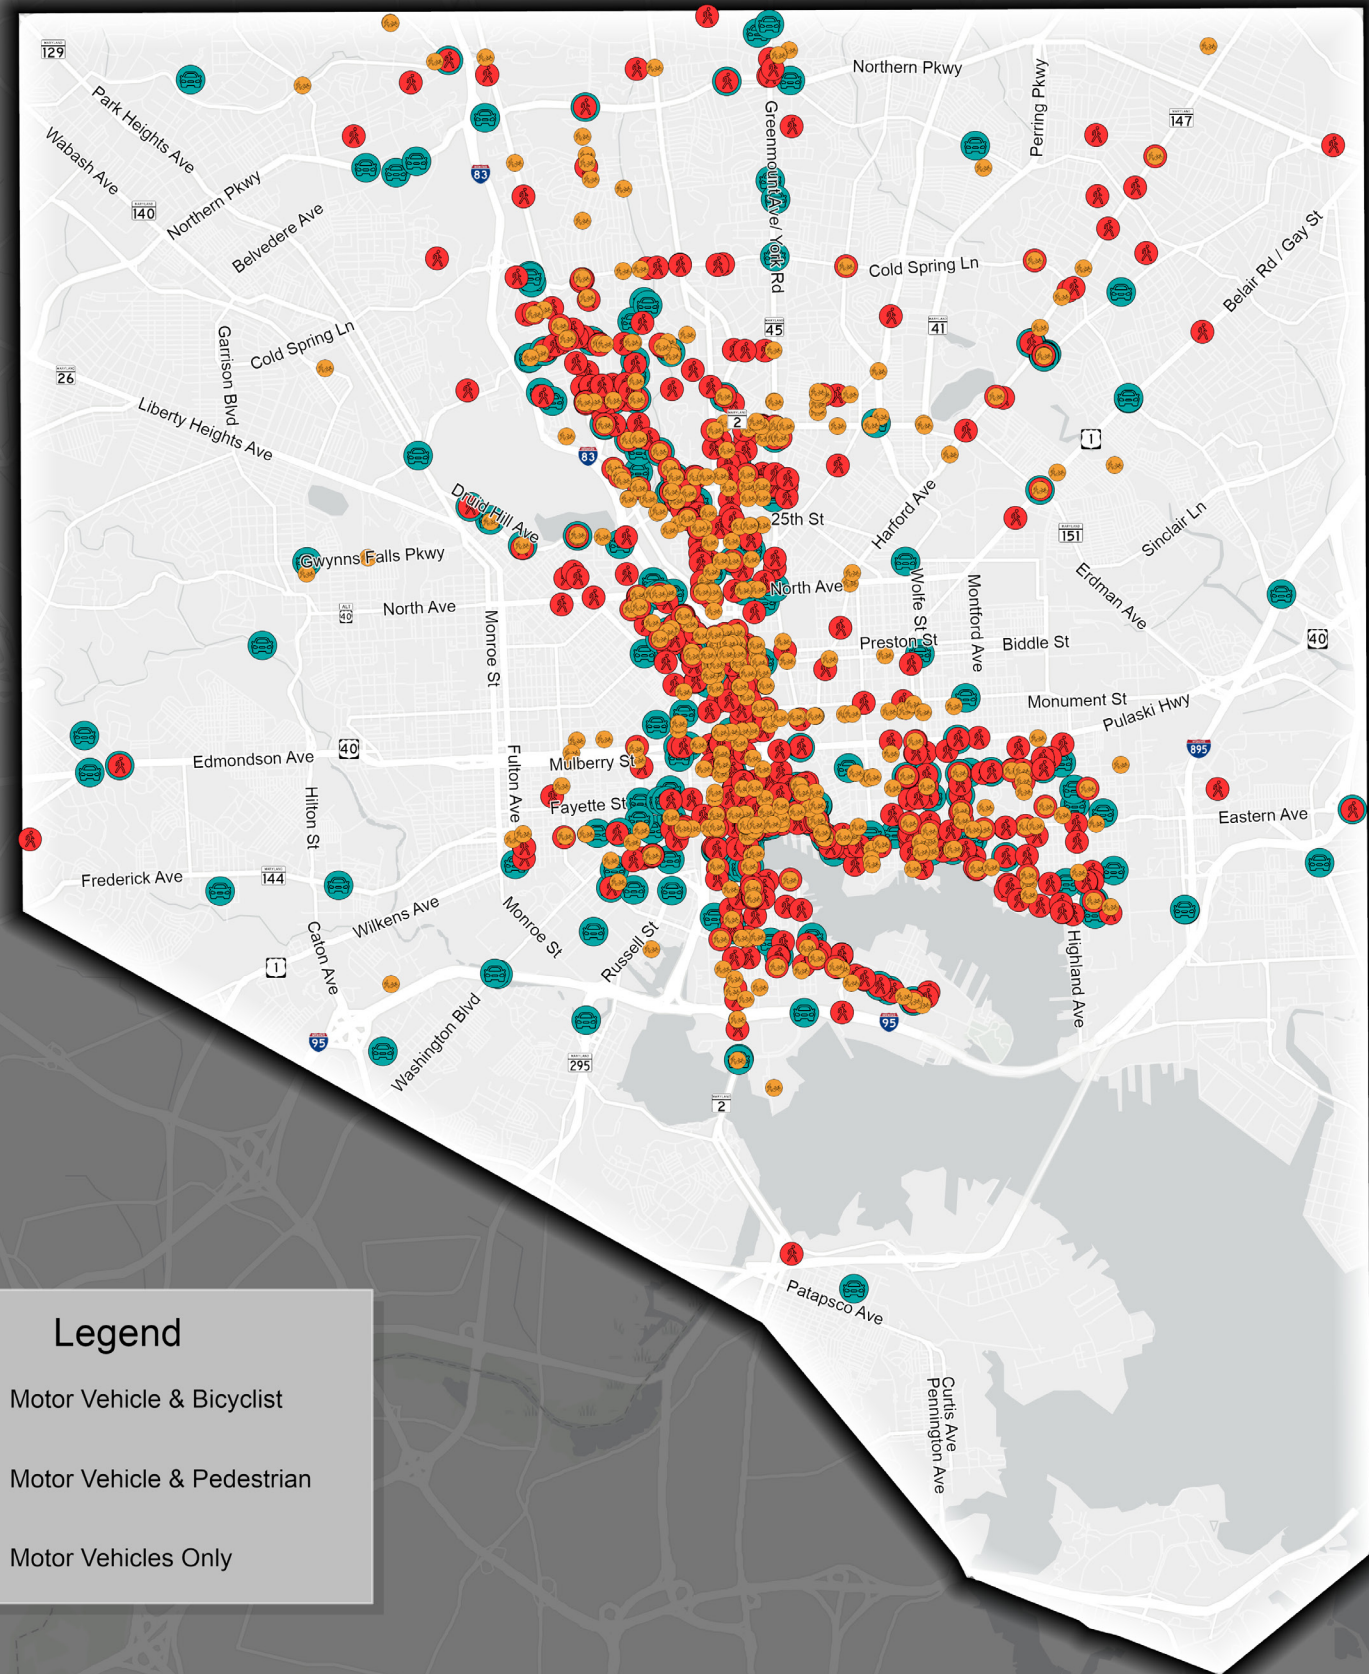 129
Northern Pkwy
Perring Pkwy
147
Park Heights Ave
Wabash Ave
Greenmount Ave/ York Rd
83
140
Northern Pkwy
Belvedere Ave
Belair Rd / Gay St
Cold Spring Ln
45
41
Garrison Blvd
Cold Spring Ln
26
Liberty Heights Ave
2
1
83
Druid Hill Ave
25th St
Harford Ave
151
Sinclair Ln
Gwynns Falls Pkwy
Erdman Ave
North Ave
Wolfe St
Montford Ave
ALT
40
North Ave
Monroe St
Preston St
Biddle St
40
Monument St
Pulaski Hwy
40
895
Edmondson Ave
Mulberry St
Fulton Ave
Fayette St
Hilton St
Eastern Ave
Frederick Ave
144
Wilkens Ave
Monroe St
Caton Ave
Russell St
Highland Ave
1
Washington Blvd
95
95
295
2
Patapsco Ave
Curtis Ave
Pennington Ave
Legend
Motor Vehicle & Bicyclist
Motor Vehicle & Pedestrian
Motor Vehicles Only